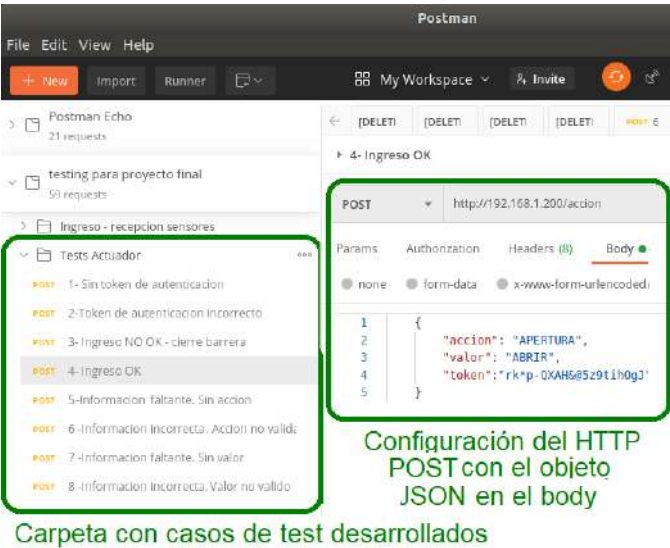 Postman
File Edit View Help
+ New Import Runner My Workspace Invite
Postman Echo
21 requests
[DELETI [DELETI [DELETI [DELETI POST 6
4- Ingreso OK
testing para proyecto final
59 requests
POST http://192.168.1.200/accion
Ingreso - recepcion sensores
Params Authorization Headers (8) Body
Tests Actuador
none form-data x-www-form-urlencoded
POST 1- Sin token de autenticacion
POST 2-Token de autenticacion incorrecto
POST 3- Ingreso NO OK - cierre barrera
POST 4- Ingreso OK
POST 5-Informacion faltante. Sin accion
POST 6 -Informacion incorrecta. Accion no valida
POST 7 -Informacion faltante. Sin valor
POST 8 -Informacion incorrecta. Valor no valido
1 {
2 "accion": "APERTURA",
3 "valor": "ABRIR",
4 "token":"rk*p-QXAH&@5z9tih0gJ"
5 }
Configuración del HTTP
POST con el objeto
JSON en el body
Carpeta con casos de test desarrollados